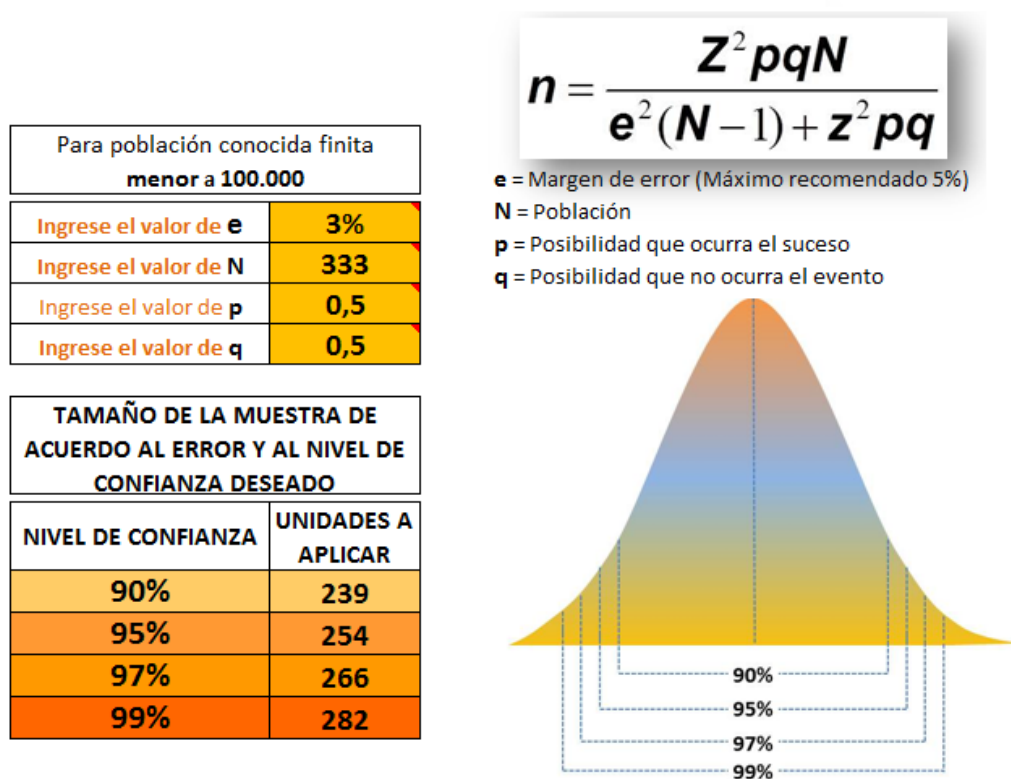 n = Z²pqN / e²(N−1)+z²pq
Para población conocida finita
menor a 100.000
Ingrese el valor de e 3%
Ingrese el valor de N 333
Ingrese el valor de p 0,5
Ingrese el valor de q 0,5
e = Margen de error (Máximo recomendado 5%)
N = Población
p = Posibilidad que ocurra el suceso
q = Posibilidad que no ocurra el evento
TAMAÑO DE LA MUESTRA DE
ACUERDO AL ERROR Y AL NIVEL DE
CONFIANZA DESEADO
NIVEL DE CONFIANZA
UNIDADES A
APLICAR
90% 239
95% 254
97% 266
99% 282
90%
95%
97%
99%